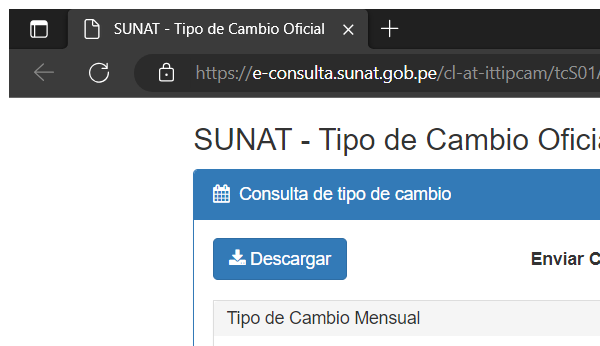 SUNAT - Tipo de Cambio Oficial
https://e-consulta.sunat.gob.pe/cl-at-ittipcam/tcS01
SUNAT - Tipo de Cambio Ofici
Consulta de tipo de cambio
Descargar
Enviar C
Tipo de Cambio Mensual